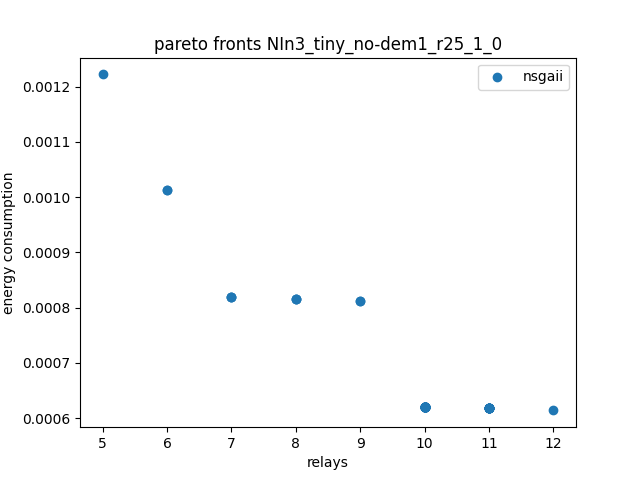 pareto fronts NIn3_tiny_no-dem1_r25_1_0
nsgaii
0.0012
0.0011
0.0010
0.0009
0.0008
0.0007
0.0006
energy consumption
5 6 7 8 9 10 11 12
relays